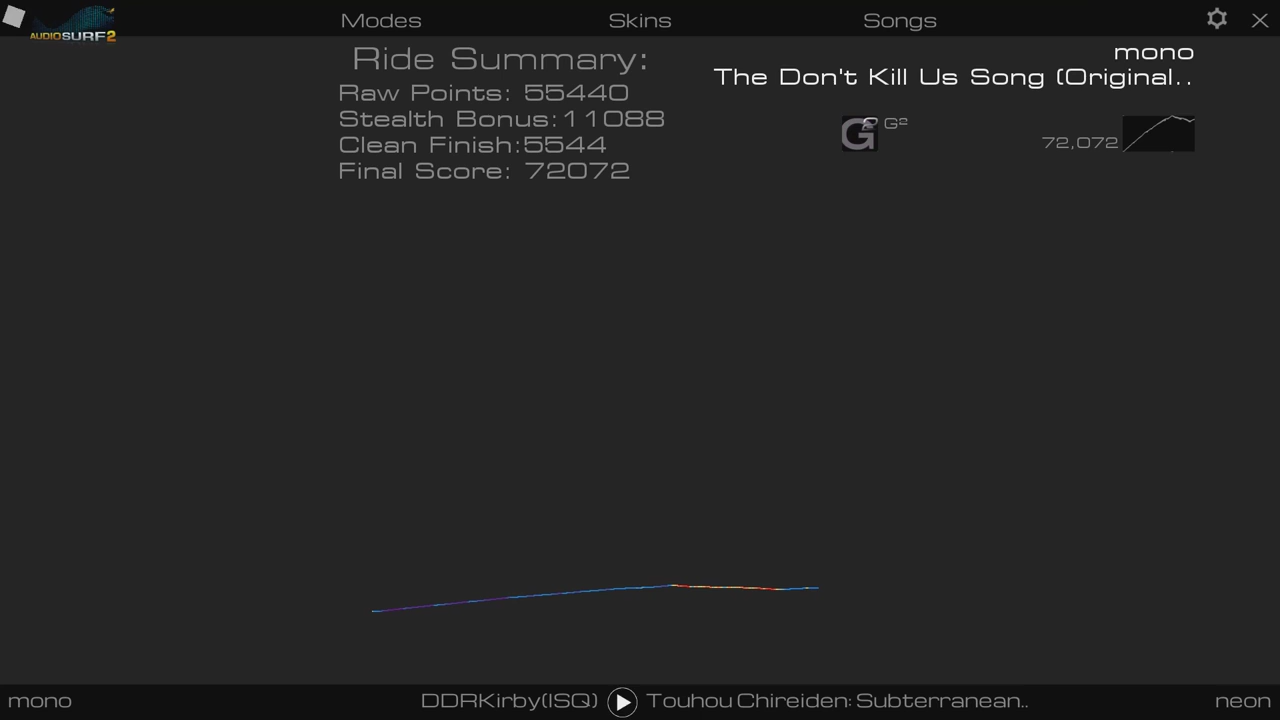 AUDIOSURF2
Modes
Skins
Songs
Ride Summary:
Raw Points: 55440
Stealth Bonus:11088
Clean Finish:5544
Final Score: 72072
mono
The Don't Kill Us Song (Original..
G
G²
72,072
mono
DDRKirby(ISQ)
Touhou Chireiden: Subterranean..
neon